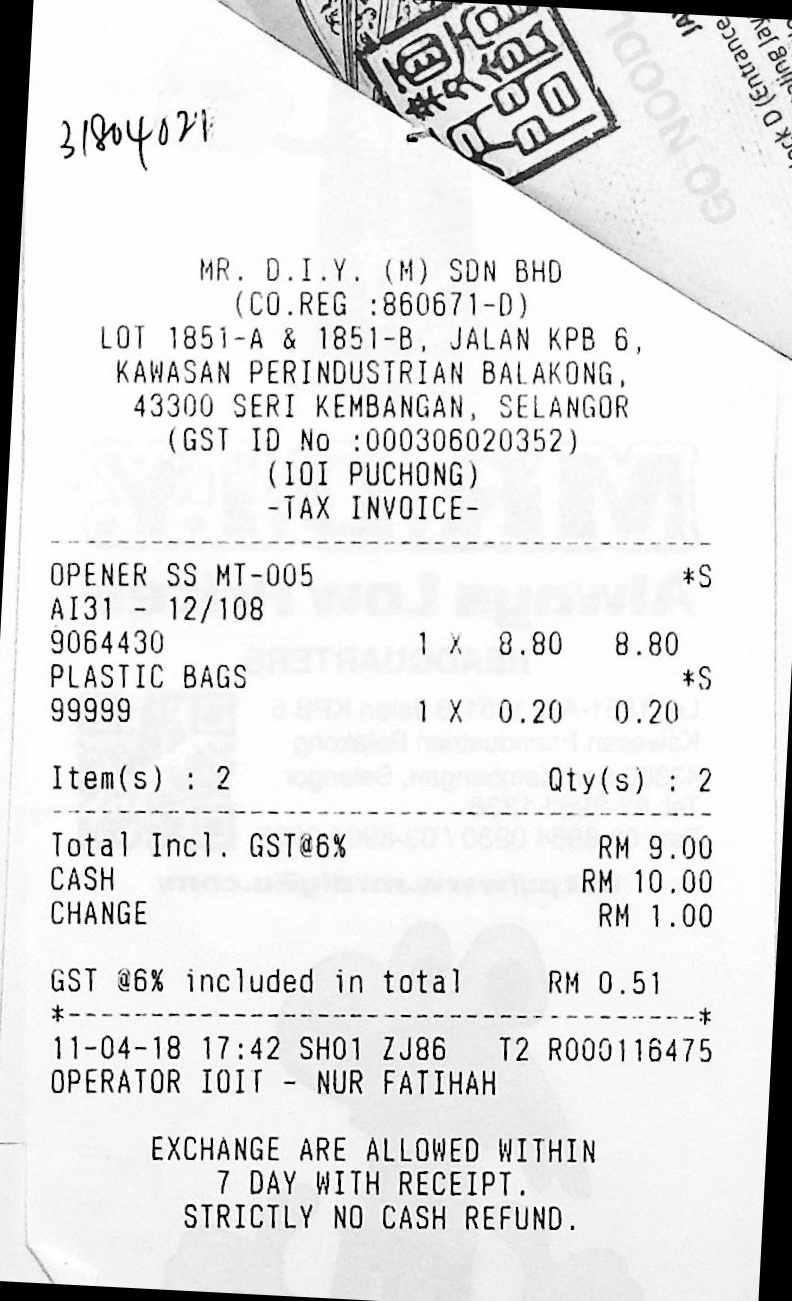 31804021
GO NOODL
MR. D.I.Y. (M) SDN BHD
(CO.REG :860671-D)
LOT 1851-A & 1851-B, JALAN KPB 6,
KAWASAN PERINDUSTRIAN BALAKONG,
43300 SERI KEMBANGAN, SELANGOR
(GST ID No :000306020352)
(IOI PUCHONG)
-TAX INVOICE-
OPENER SS MT-005 *S
AI31 - 12/108
9064430 1 X 8.80 8.80
PLASTIC BAGS *S
99999 1 X 0.20 0.20
Item(s) : 2 Qty(s) : 2
Total Incl. GST@6% RM 9.00
CASH RM 10.00
CHANGE RM 1.00
GST @6% included in total RM 0.51
*--------------------------------------*
11-04-18 17:42 SH01 ZJ86 T2 R000116475
OPERATOR IOIT - NUR FATIHAH
EXCHANGE ARE ALLOWED WITHIN
7 DAY WITH RECEIPT.
STRICTLY NO CASH REFUND.